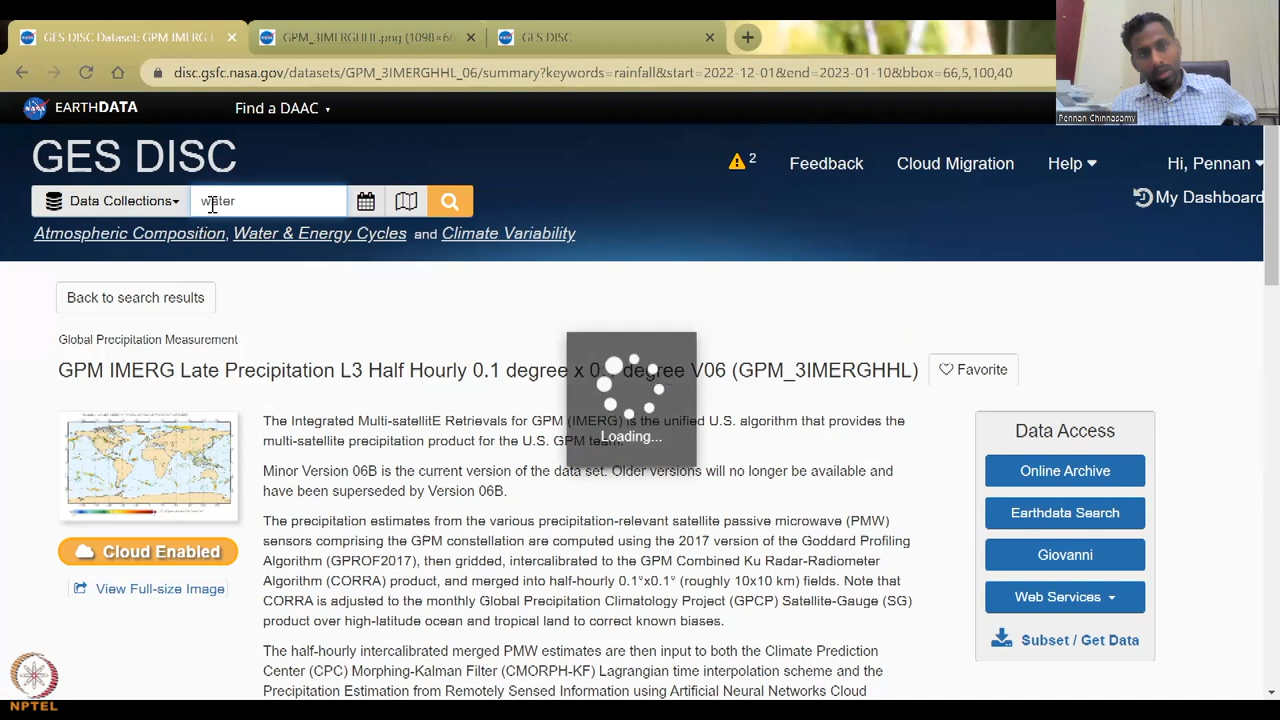 GES DISC Dataset: GPM IMERG
GPM_3IMERGHHL.png (1098×66
GES DISC
disc.gsfc.nasa.gov/datasets/GPM_3IMERGHHL_06/summary?keywords=rainfall&start=2022-12-01&end=2023-01-10&bbox=66,5,100,40
Pennan Chinnasamy
NASA
EARTHDATA
Find a DAAC
GES DISC
2
Feedback
Cloud Migration
Help
Hi, Pennan
Data Collections
water
My Dashboard
Atmospheric Composition, Water & Energy Cycles and Climate Variability
Back to search results
Global Precipitation Measurement
GPM IMERG Late Precipitation L3 Half Hourly 0.1 degree x 0. degree V06 (GPM_3IMERGHHL)
Favorite
Loading...
The Integrated Multi-satellitE Retrievals for GPM (IMERG) is the unified U.S. algorithm that provides the
multi-satellite precipitation product for the U.S. GPM team.
Minor Version 06B is the current version of the data set. Older versions will no longer be available and
have been superseded by Version 06B.
The precipitation estimates from the various precipitation-relevant satellite passive microwave (PMW)
sensors comprising the GPM constellation are computed using the 2017 version of the Goddard Profiling
Algorithm (GPROF2017), then gridded, intercalibrated to the GPM Combined Ku Radar-Radiometer
Algorithm (CORRA) product, and merged into half-hourly 0.1°x0.1° (roughly 10x10 km) fields. Note that
CORRA is adjusted to the monthly Global Precipitation Climatology Project (GPCP) Satellite-Gauge (SG)
product over high-latitude ocean and tropical land to correct known biases.
The half-hourly intercalibrated merged PMW estimates are then input to both the Climate Prediction
Center (CPC) Morphing-Kalman Filter (CMORPH-KF) Lagrangian time interpolation scheme and the
Precipitation Estimation from Remotely Sensed Information using Artificial Neural Networks Cloud
Cloud Enabled
View Full-size Image
Data Access
Online Archive
Earthdata Search
Giovanni
Web Services
Subset / Get Data
NPTEL